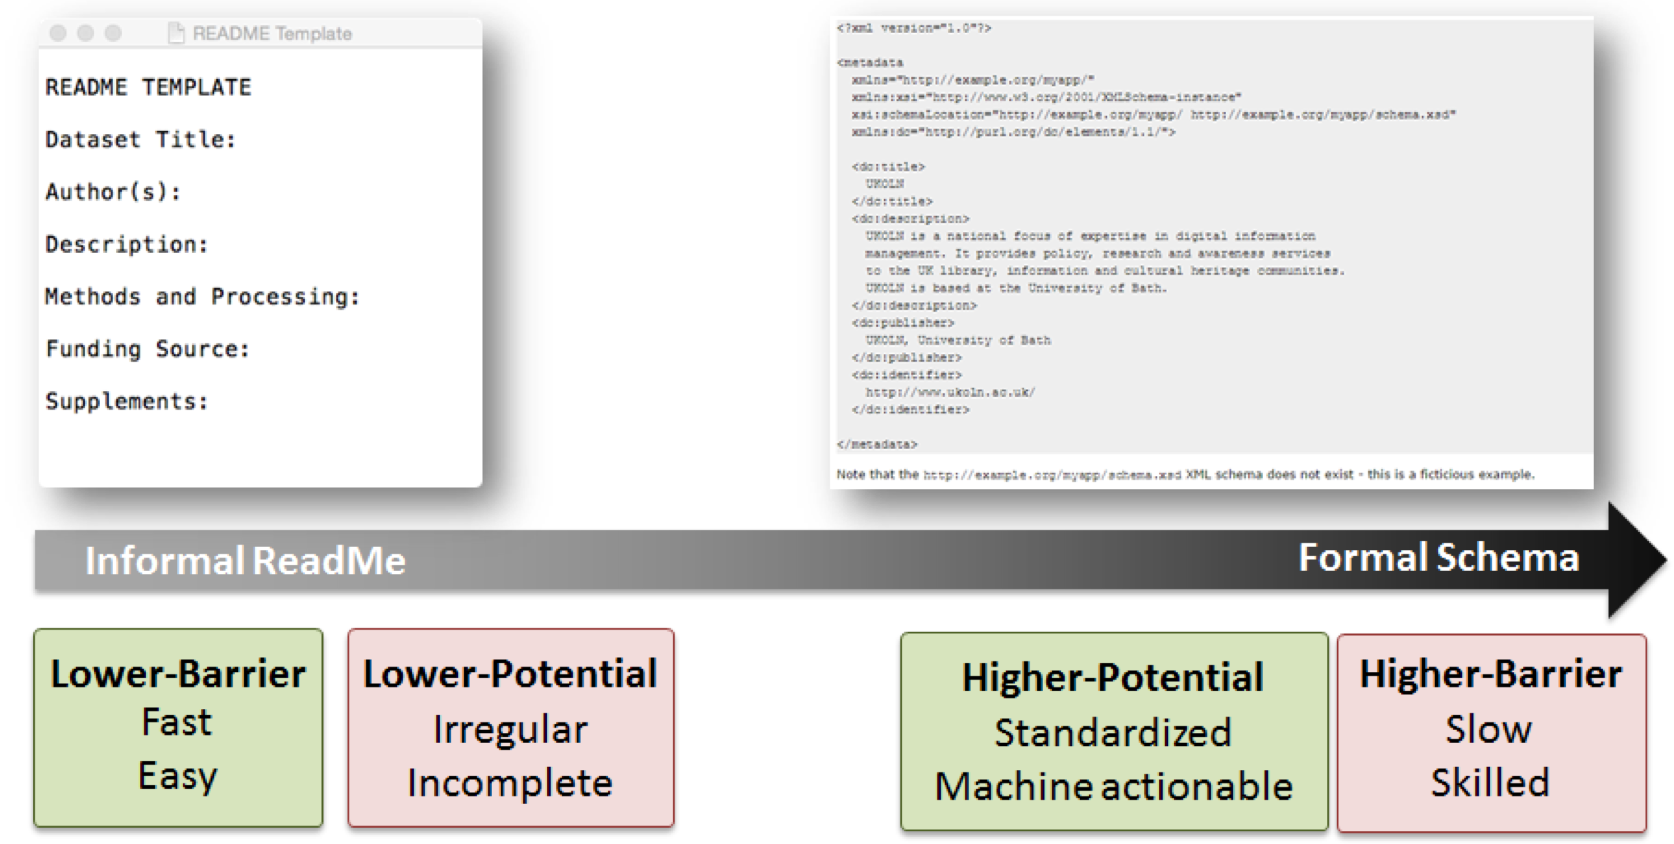 README Template
README TEMPLATE
Dataset Title:
Author(s):
Description:
Methods and Processing:
Funding Source:
Supplements:
<?xml version="1.0"?>
<metadata
xmlns="http://example.org/myapp/"
xmlns:xsi="http://www.w3.org/2001/XMLSchema-instance"
xsi:schemaLocation="http://example.org/myapp/ http://example.org/myapp/schema.xsd"
xmlns:dc="http://purl.org/dc/elements/1.1/">
<dc:title>
UKOLN
</dc:title>
<dc:description>
UKOLN is a national focus of expertise in digital information
management. It provides policy, research and awareness services
to the UK library, information and cultural heritage communities.
UKOLN is based at the University of Bath.
</dc:description>
<dc:publisher>
UKOLN, University of Bath
</dc:publisher>
<dc:identifier>
http://www.ukoln.ac.uk/
</dc:identifier>
</metadata>
Note that the http://example.org/myapp/schema.xsd XML schema does not exist - this is a ficticious example.
Informal ReadMe
Formal Schema
Lower-Barrier
Fast
Easy
Lower-Potential
Irregular
Incomplete
Higher-Potential
Standardized
Machine actionable
Higher-Barrier
Slow
Skilled